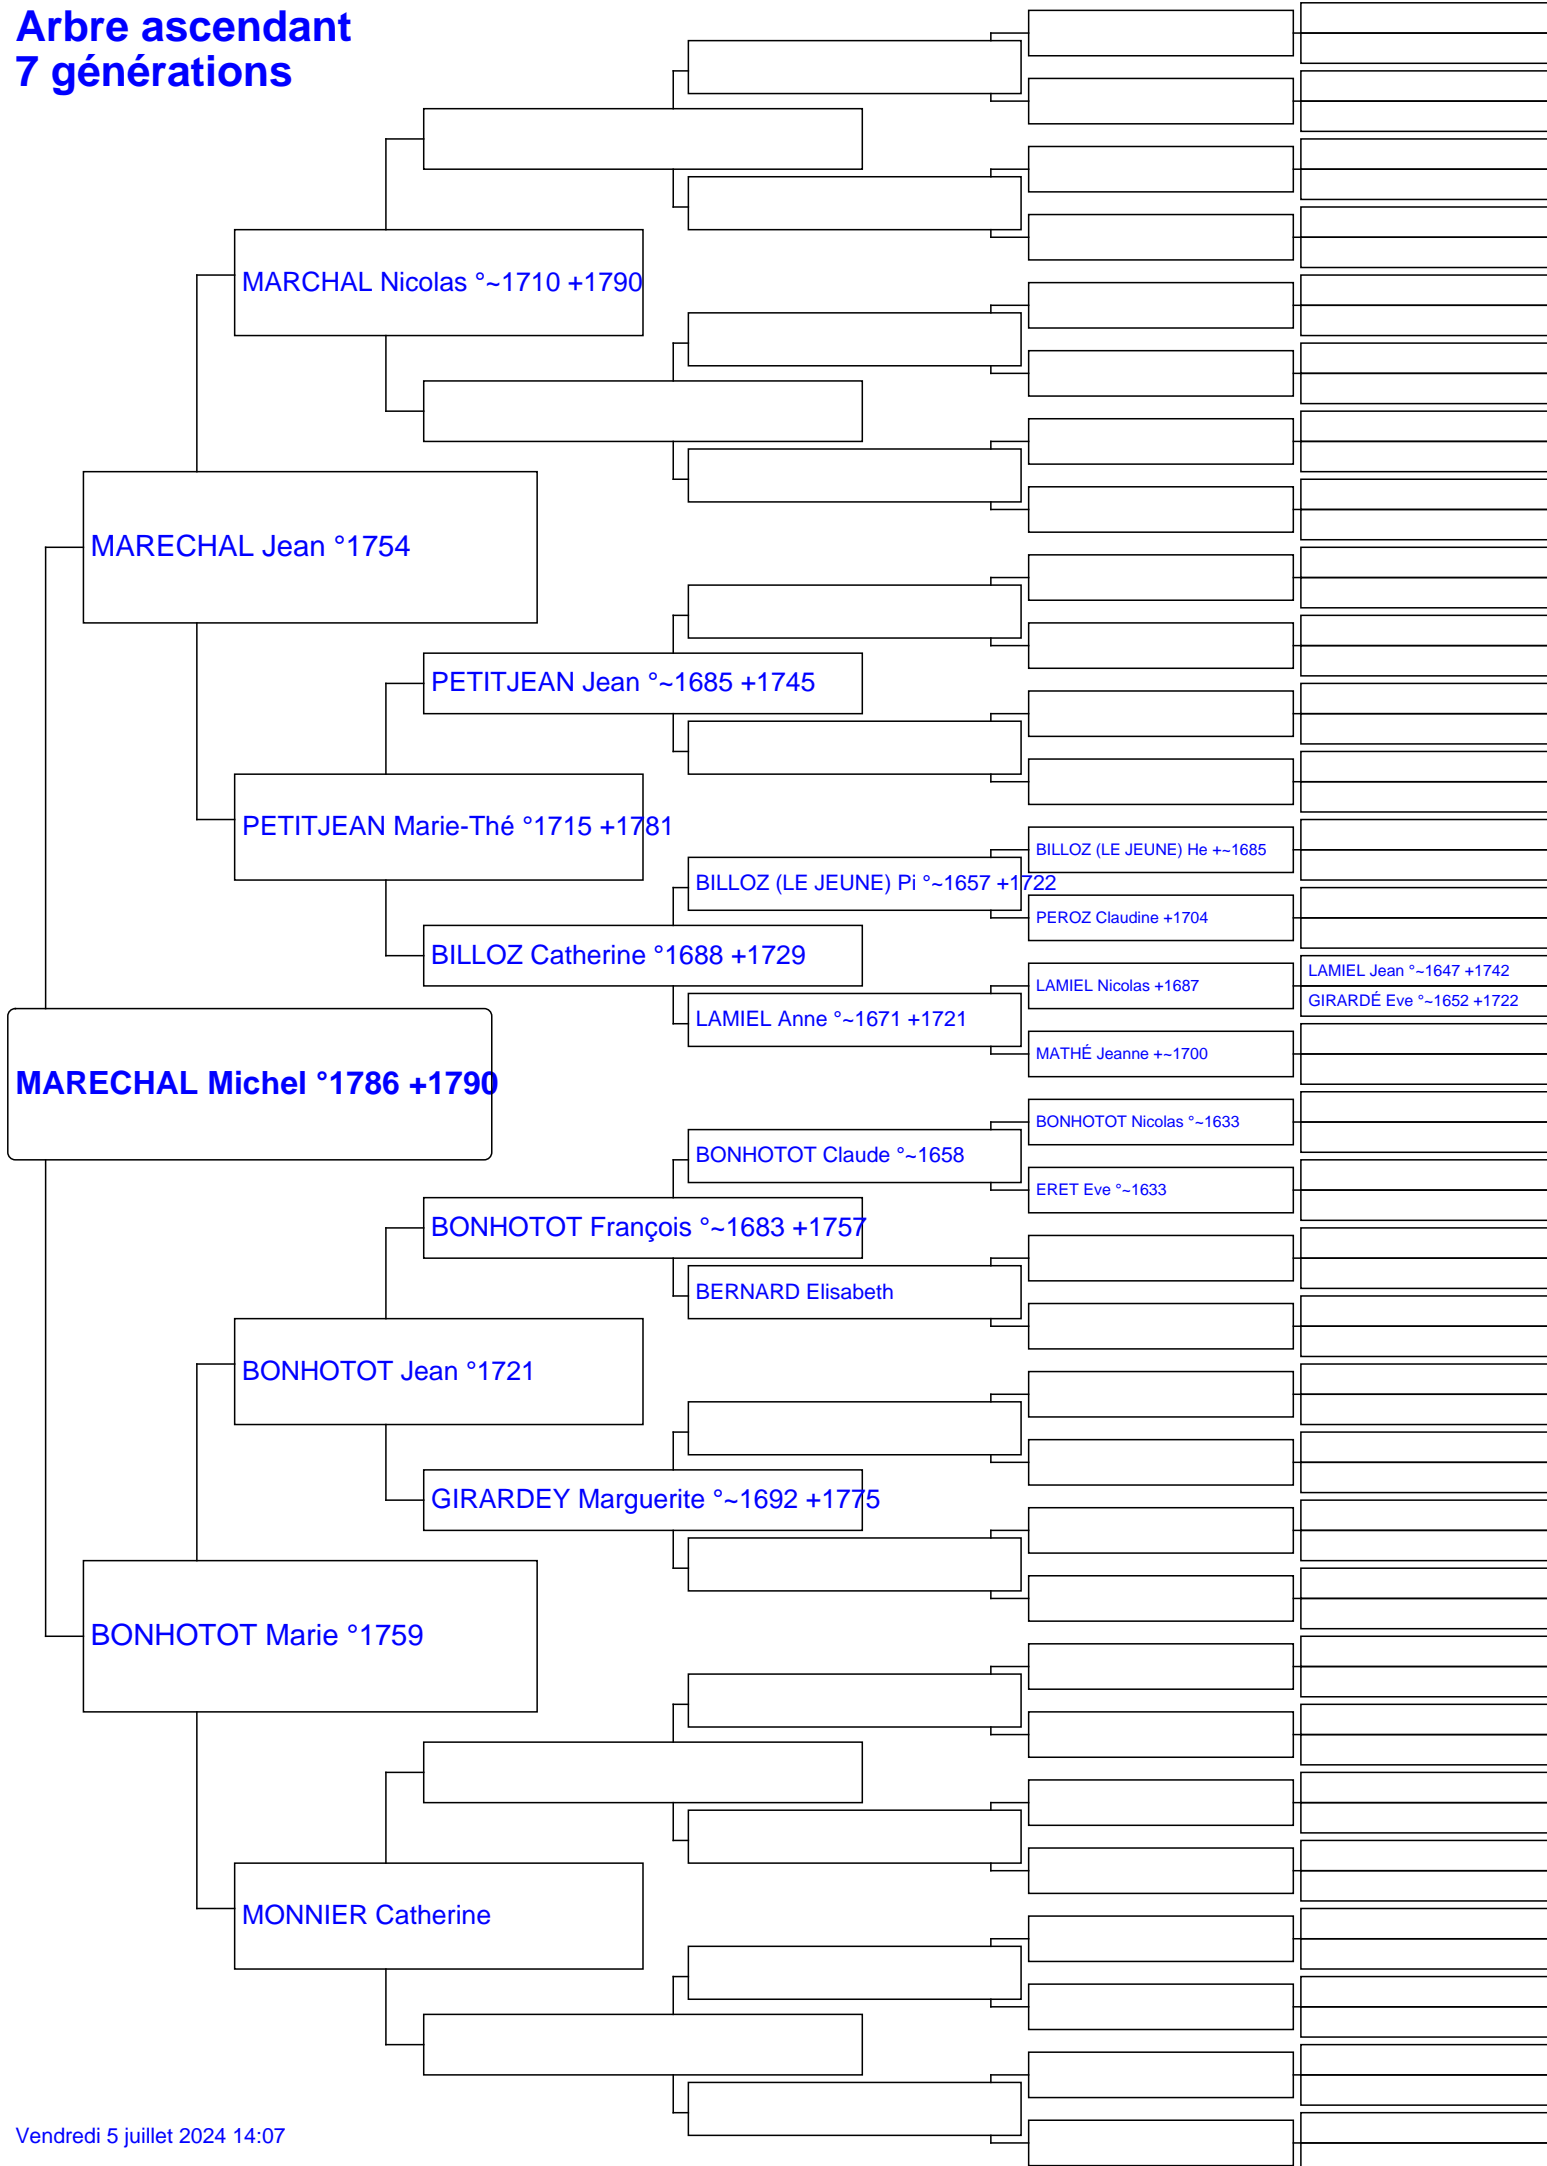 Arbre ascendant
7 générations
MARCHAL Nicolas °~1710 +1790
MARECHAL Jean °1754
PETITJEAN Jean °~1685 +1745
PETITJEAN Marie-Thé °1715 +1781
BILLOZ (LE JEUNE) He +~1685
BILLOZ (LE JEUNE) Pi °~1657 +1722
PEROZ Claudine +1704
BILLOZ Catherine °1688 +1729
LAMIEL Jean °~1647 +1742
LAMIEL Nicolas +1687
GIRARDÉ Eve °~1652 +1722
LAMIEL Anne °~1671 +1721
MATHÉ Jeanne +~1700
MARECHAL Michel °1786 +1790
BONHOTOT Nicolas °~1633
BONHOTOT Claude °~1658
ERET Eve °~1633
BONHOTOT François °~1683 +1757
BERNARD Elisabeth
BONHOTOT Jean °1721
GIRARDEY Marguerite °~1692 +1775
BONHOTOT Marie °1759
MONNIER Catherine
Vendredi 5 juillet 2024 14:07